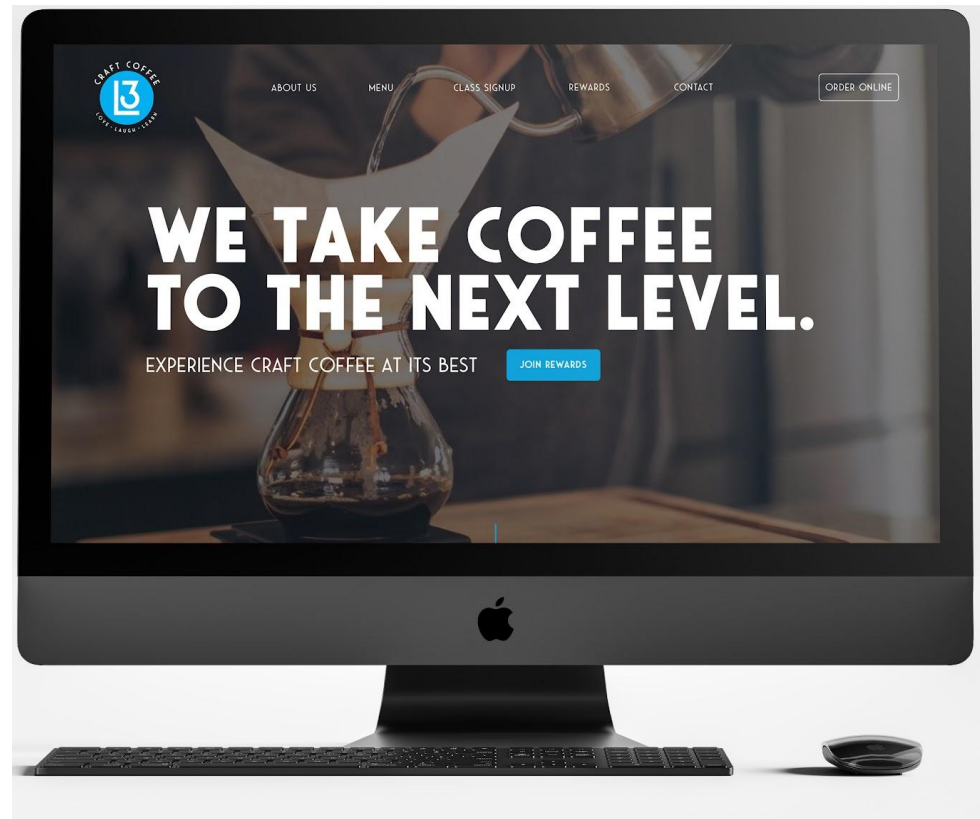 CRAFT COFFEE
L3
LOVE • LAUGH • LEARN
ABOUT US
MENU
CLASS SIGNUP
REWARDS
CONTACT
ORDER ONLINE
WE TAKE COFFEE
TO THE NEXT LEVEL.
EXPERIENCE CRAFT COFFEE AT ITS BEST
JOIN REWARDS